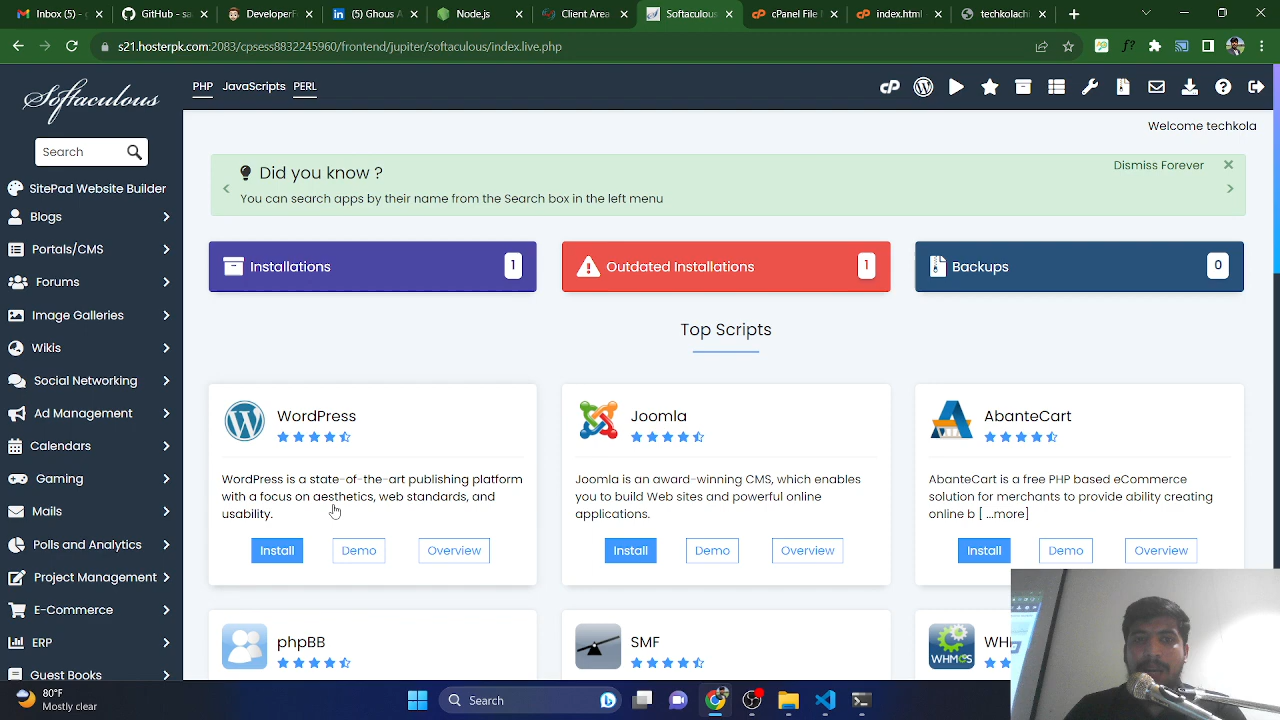 Inbox (4,
GitHub - sa
DeveloperF
(4) Ghous A
Node.js
Client Area
Softaculous
cPanel File M
index.html
techkolachi
s21.hosterpk.com:2083/cpsess8832245960/frontend/jupiter/softaculous/index.live.php
Softaculous
PHP JavaScripts PERL
Welcome techkola
Search
SitePad Website Builder
Blogs
Portals/CMS
Forums
Image Galleries
Wikis
Social Networking
Ad Management
Calendars
Gaming
Mails
Polls and Analytics
Project Management
E-Commerce
ERP
Guest Books
Did you know ?
Dismiss Forever
You can search apps by their name from the Search box in the left menu
Installations 1
Outdated Installations 1
Backups 0
Top Scripts
WordPress
WordPress is a state-of-the-art publishing platform
with a focus on aesthetics, web standards, and
usability.
Install Demo Overview
Joomla
Joomla is an award-winning CMS, which enables
you to build Web sites and powerful online
applications.
Install Demo Overview
AbanteCart
AbanteCart is a free PHP based eCommerce
solution for merchants to provide ability creating
online b [ ...more]
Install Demo Overview
phpBB
SMF
WHMCS
80°F
Mostly clear
Search